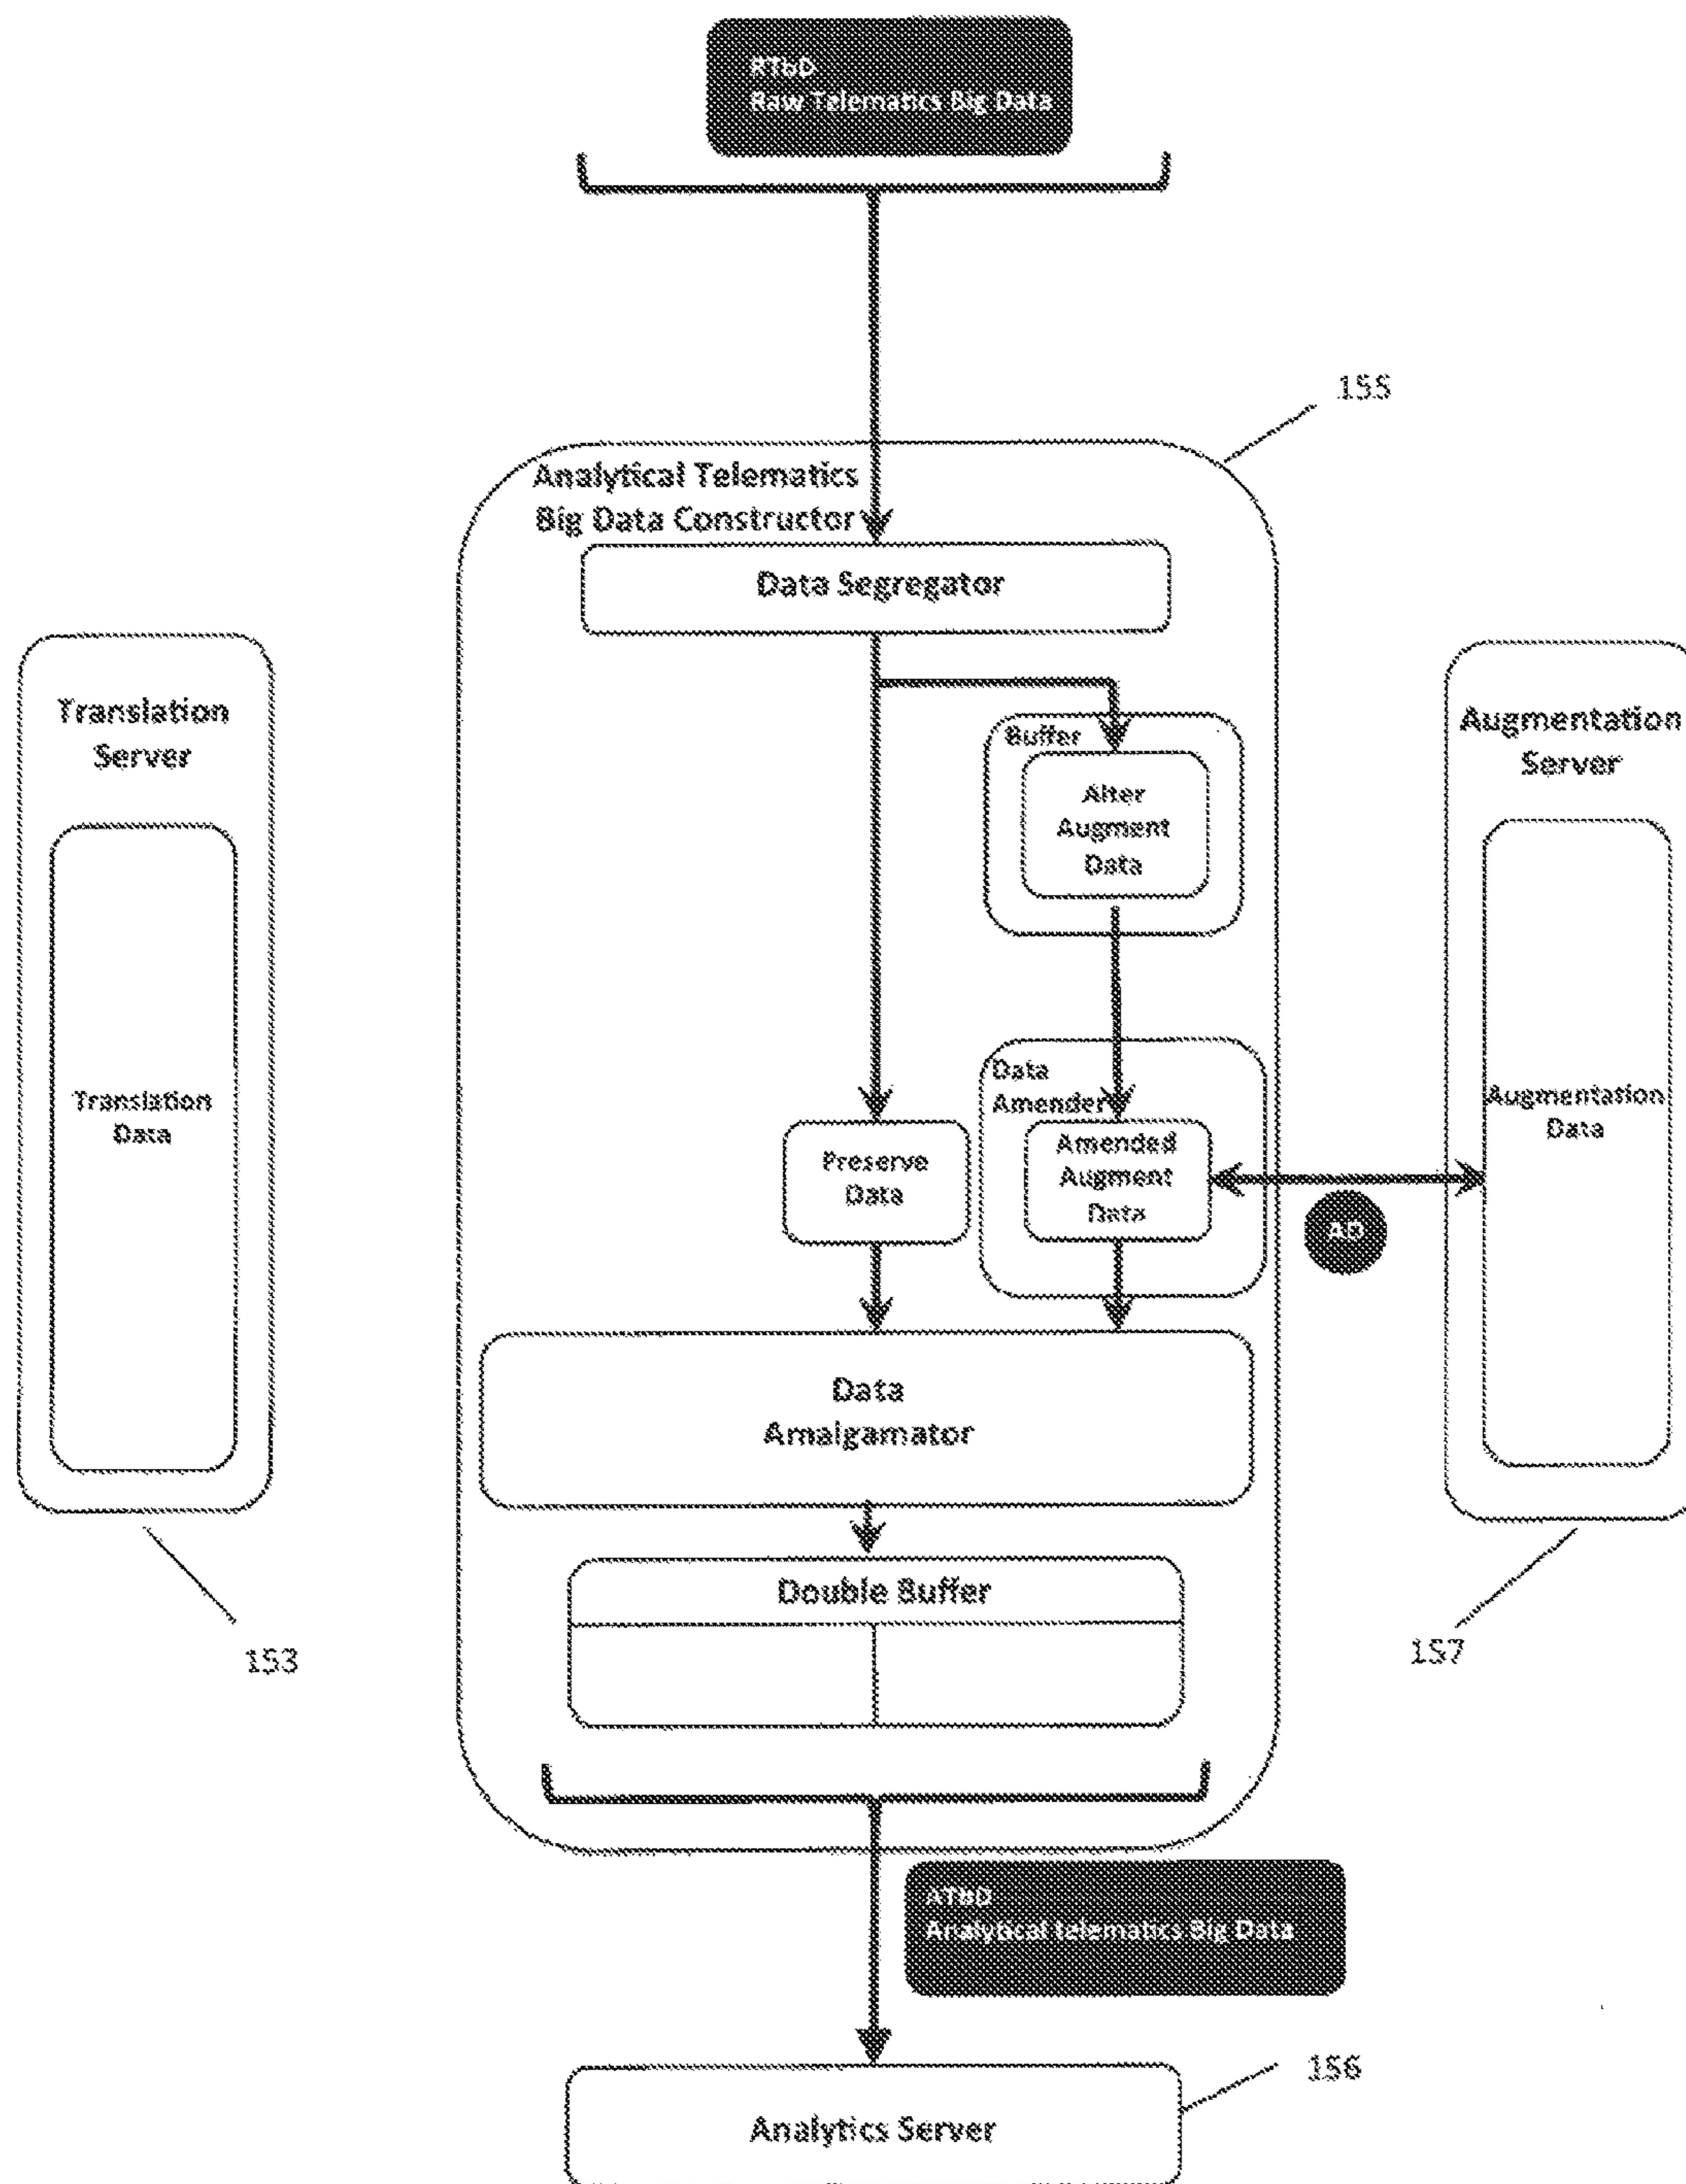 RTbD
Raw Telematics Big Data
155
Analytical Telematics
Big Data Constructor
Data Segregator
Translation
Server
Buffer
Augmentation
Server
Alter
Augment
Data
Data
Amender
Translation
Data
Preserve
Data
Amended
Augment
Data
Augmentation
Data
AD
Data
Amalgamator
Double Buffer
153
157
ATbD
Analytical telematics Big Data
156
Analytics Server